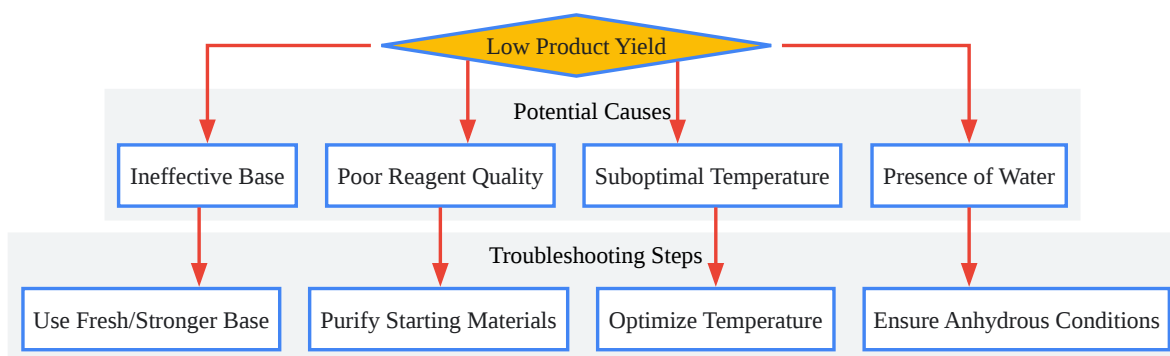 Low Product Yield
Potential Causes
Ineffective Base
Poor Reagent Quality
Suboptimal Temperature
Presence of Water
Troubleshooting Steps
Use Fresh/Stronger Base
Purify Starting Materials
Optimize Temperature
Ensure Anhydrous Conditions